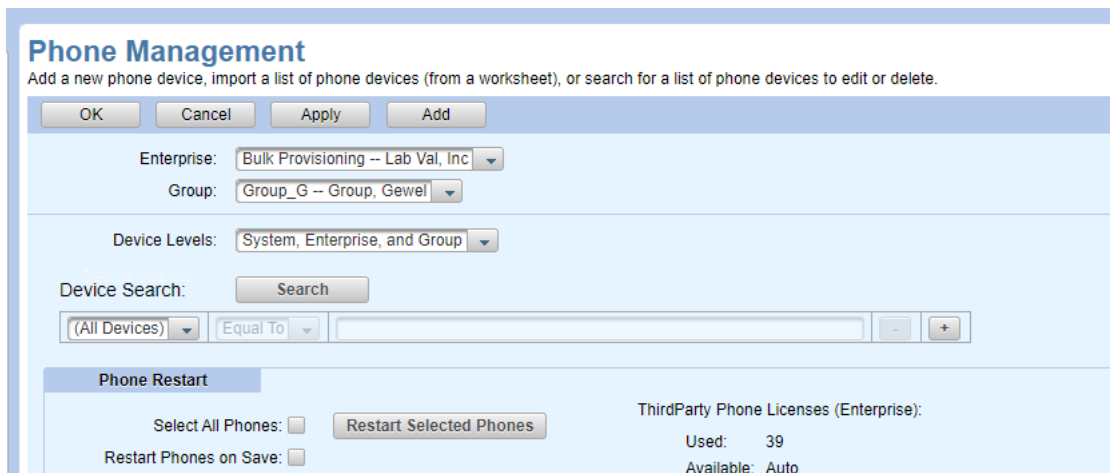 Phone Management
Add a new phone device, import a list of phone devices (from a worksheet), or search for a list of phone devices to edit or delete.
OK Cancel Apply Add
Enterprise: Bulk Provisioning -- Lab Val, Inc
Group: Group_G -- Group, Gewel
Device Levels: System, Enterprise, and Group
Device Search: Search
(All Devices) Equal To - +
Phone Restart
Select All Phones: Restart Selected Phones ThirdParty Phone Licenses (Enterprise):
Used: 39
Restart Phones on Save: Available: Auto